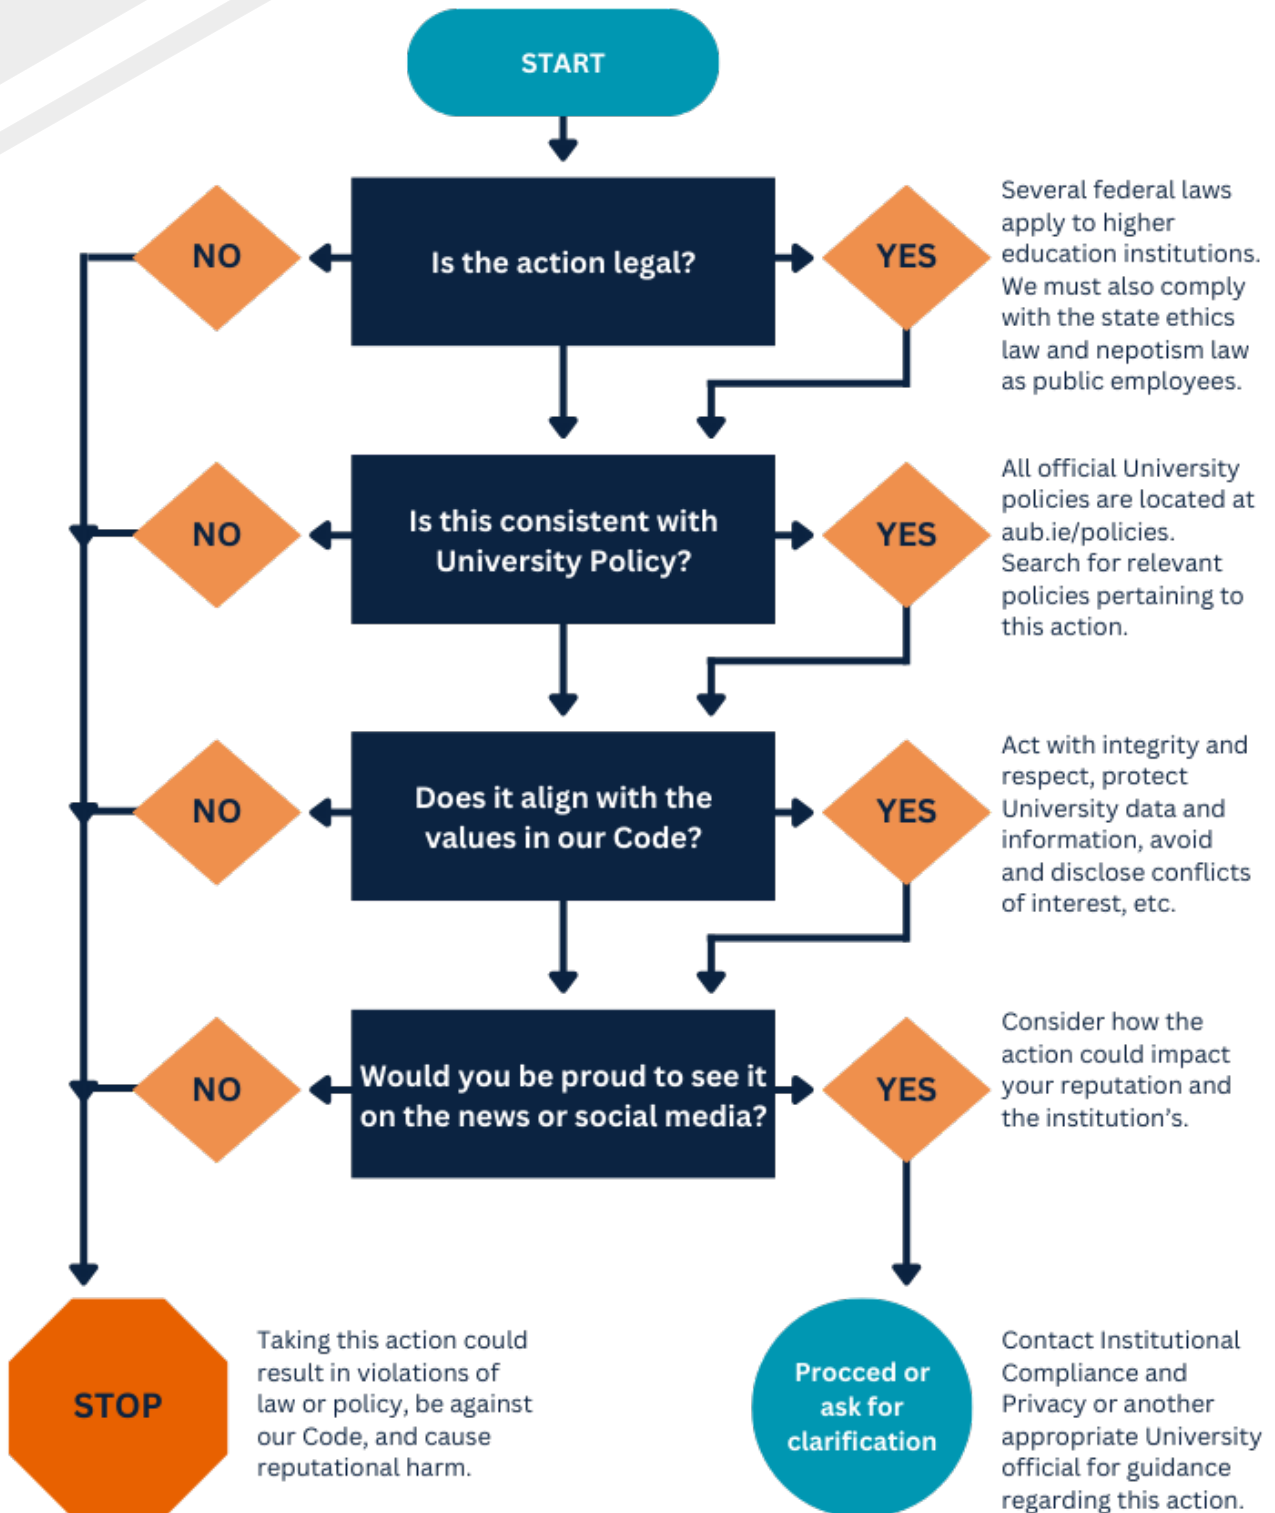 START
NO
Is the action legal?
YES
Several federal laws
apply to higher
education institutions.
We must also comply
with the state ethics
law and nepotism law
as public employees.
NO
Is this consistent with
University Policy?
YES
All official University
policies are located at
aub.ie/policies.
Search for relevant
policies pertaining to
this action.
NO
Does it align with the
values in our Code?
YES
Act with integrity and
respect, protect
University data and
information, avoid
and disclose conflicts
of interest, etc.
NO
Would you be proud to see it
on the news or social media?
YES
Consider how the
action could impact
your reputation and
the institution's.
STOP
Taking this action could
result in violations of
law or policy, be against
our Code, and cause
reputational harm.
Procced or
ask for
clarification
Contact Institutional
Compliance and
Privacy or another
appropriate University
official for guidance
regarding this action.